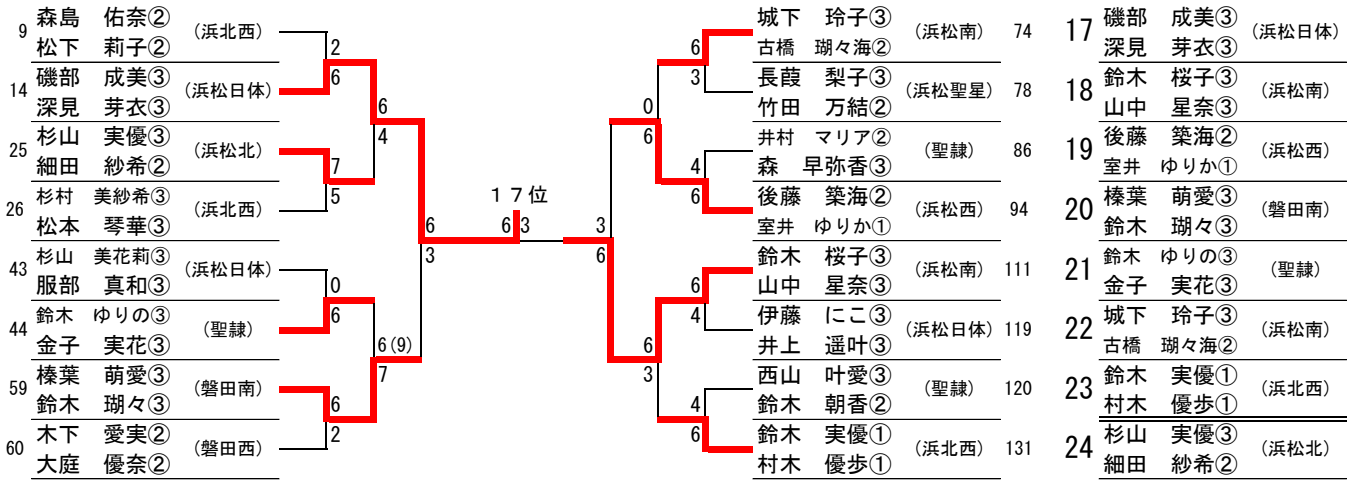 9 森島 佑奈② (浜北西)
松下 莉子②
14 磯部 成美③ (浜松日体)
深見 芽衣③
25 杉山 実優③ (浜松北)
細田 紗希②
26 杉村 美紗希③ (浜北西)
松本 琴華③
43 杉山 美花莉③ (浜松日体)
服部 真和③
44 鈴木 ゆりの③ (聖隷)
金子 実花③
59 榛葉 萌愛③ (磐田南)
鈴木 瑚々③
60 木下 愛実② (磐田西)
大庭 優奈②
2
6
7
5
0
6
6
2
6
4
6(9)
7
6
3
17位
6 3
3
6
0
6
6
3
6
3
4
6
6
4
4
6
城下 玲子③ (浜松南) 74
古橋 瑚々海②
長葭 梨子③ (浜松聖星) 78
竹田 万結②
井村 マリア② (聖隷) 86
森 早弥香③
後藤 築海② (浜松西) 94
室井 ゆりか①
鈴木 桜子③ (浜松南) 111
山中 星奈③
伊藤 にこ③ (浜松日体) 119
井上 遥叶③
西山 叶愛③ (聖隷) 120
鈴木 朝香②
鈴木 実優① (浜北西) 131
村木 優歩①
17 磯部 成美③ (浜松日体)
深見 芽衣③
18 鈴木 桜子③ (浜松南)
山中 星奈③
19 後藤 築海② (浜松西)
室井 ゆりか①
20 榛葉 萌愛③ (磐田南)
鈴木 瑚々③
21 鈴木 ゆりの③ (聖隷)
金子 実花③
22 城下 玲子③ (浜松南)
古橋 瑚々海②
23 鈴木 実優① (浜北西)
村木 優歩①
24 杉山 実優③ (浜松北)
細田 紗希②